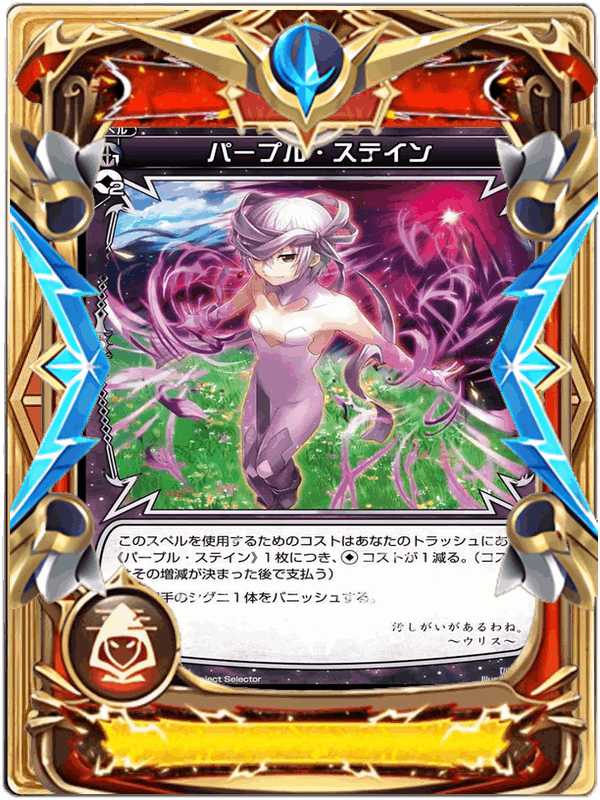 パープル・ステイン
2
このスペルを使用するためのコストはあなたのトラッシュにあ
《パープル・ステイン》1枚につき、コストが1減る。(コス
はその増減が決まった後で支払う)
手のシグニ1体をバニッシュする。
汚しがいがあるわね。
~ウリス~
ject Selector
Illus